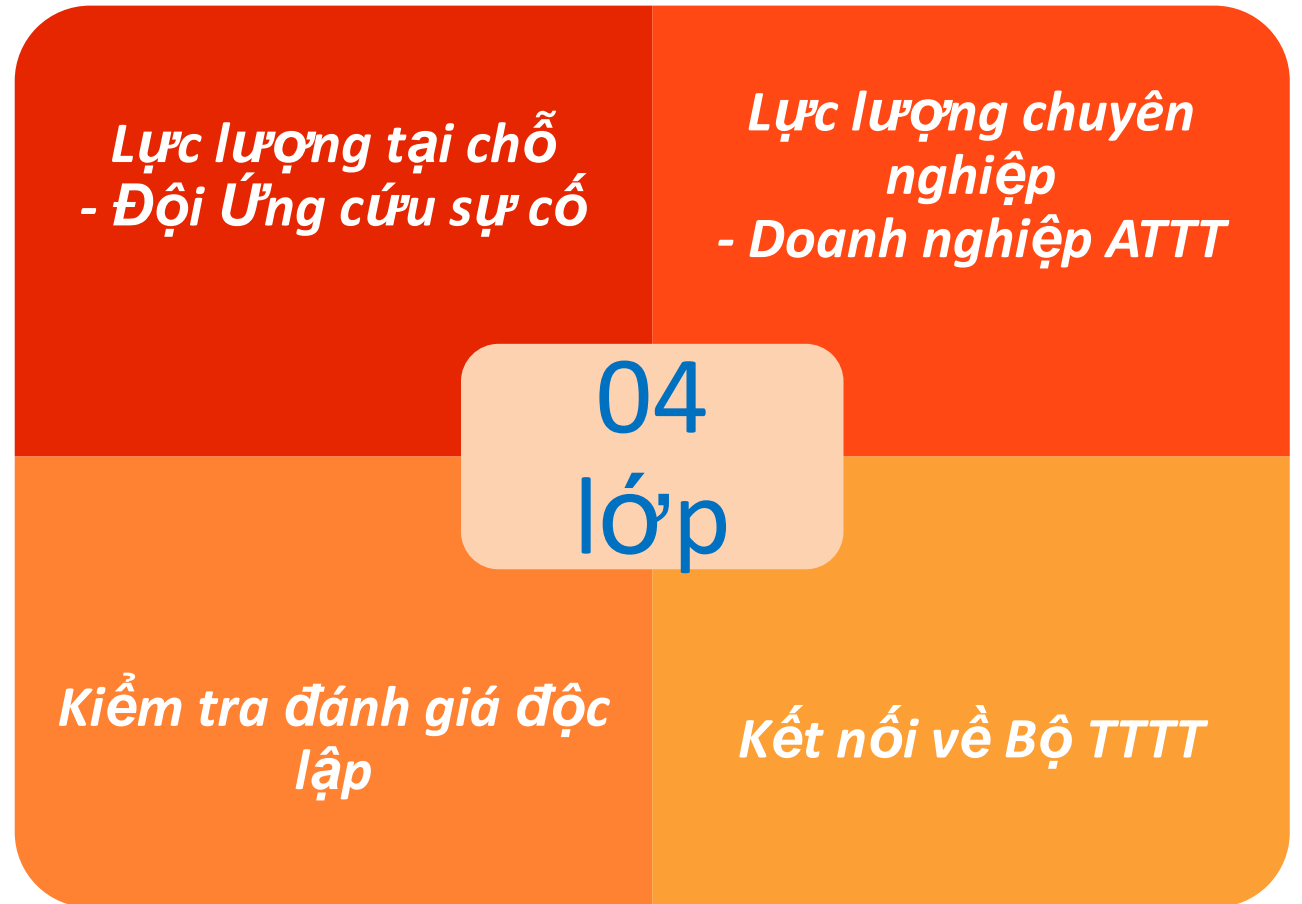 Lực lượng tại chỗ
- Đội Ứng cứu sự cố
Lực lượng chuyên
nghiệp
- Doanh nghiệp ATTT
04
lớp
Kiểm tra đánh giá độc
lập
Kết nối về Bộ TTTT